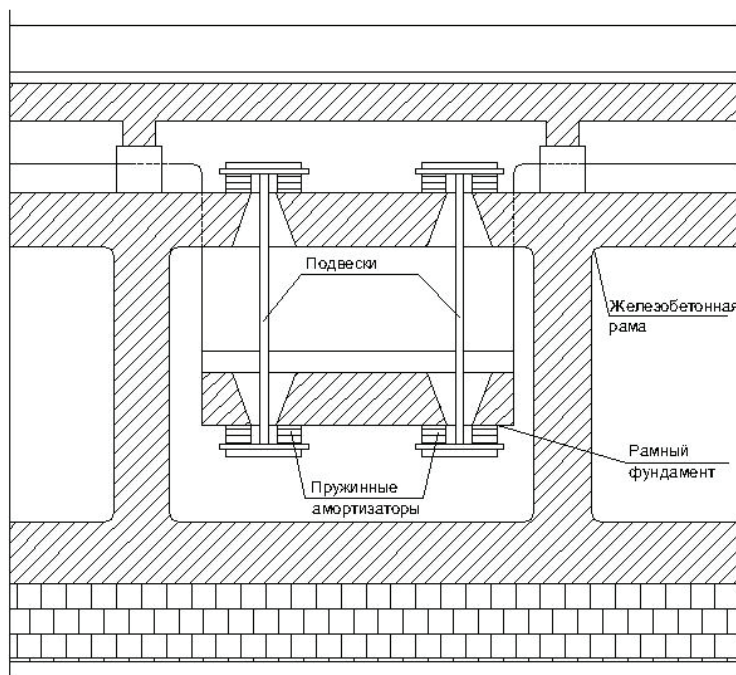 Подвески
Железобетонная
рама
Рамный
фундамент
Пружинные
амортизаторы